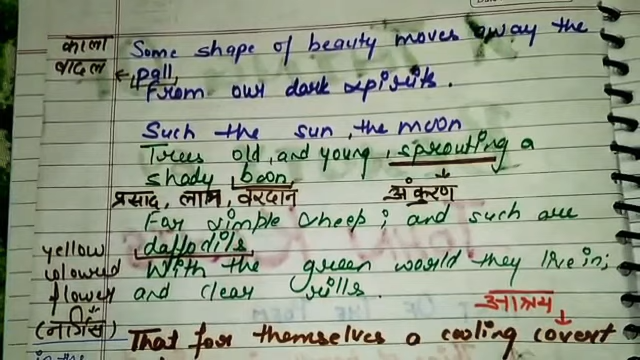 काला
बादल
Some shape of beauty moves away the
pall
from our dark spirits.
Such the sun, the moon
Trees old, and young, sprouting a
shady boon
प्रसाद, लाभ, वरदान
अंकुरण
For simple sheep; and such are
yellow
daffodils
flower
With the green world they live in;
and clear rills.
आश्रय
(नर्गिस)
That for themselves a cooling covert
in the